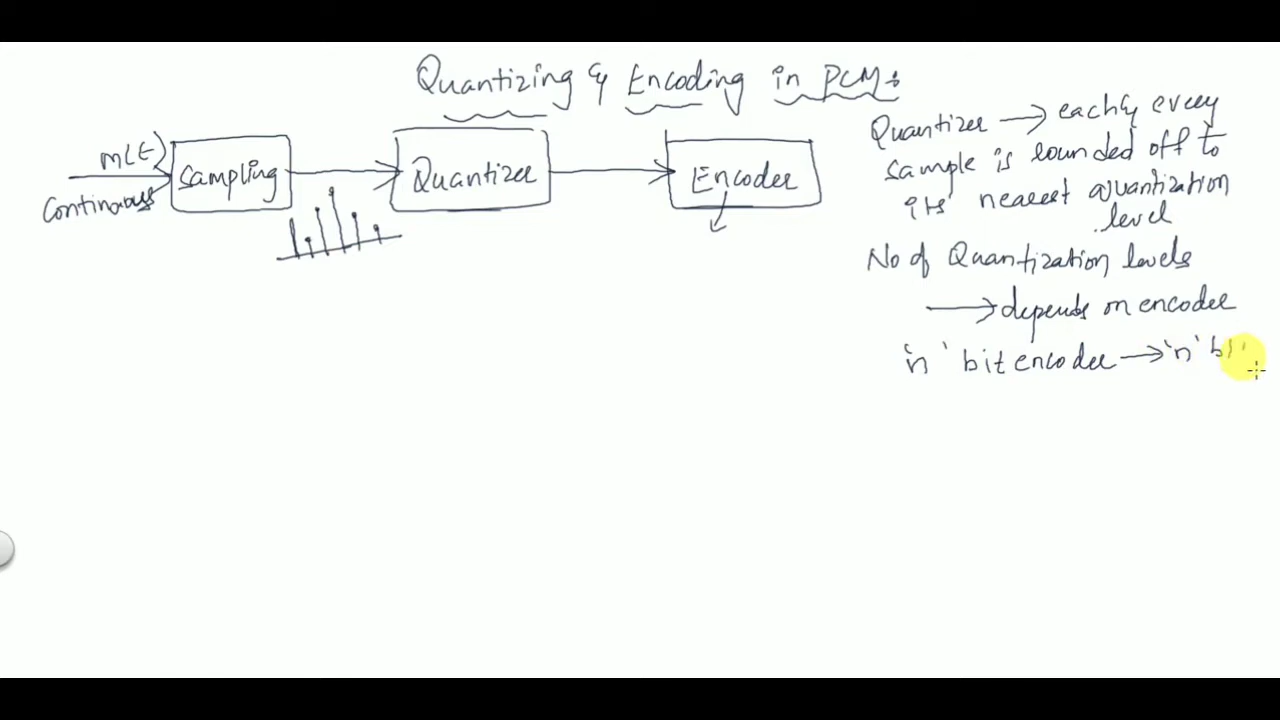 Quantizing & Encoding in PCM:
m(t)
Continuous
Sampling
Quantizer
Encoder
Quantizer → each & every
sample is rounded off to
its nearest quantization
level
No of Quantization levels
→ depends on encoder
'n' bit encoder → 'n' bi